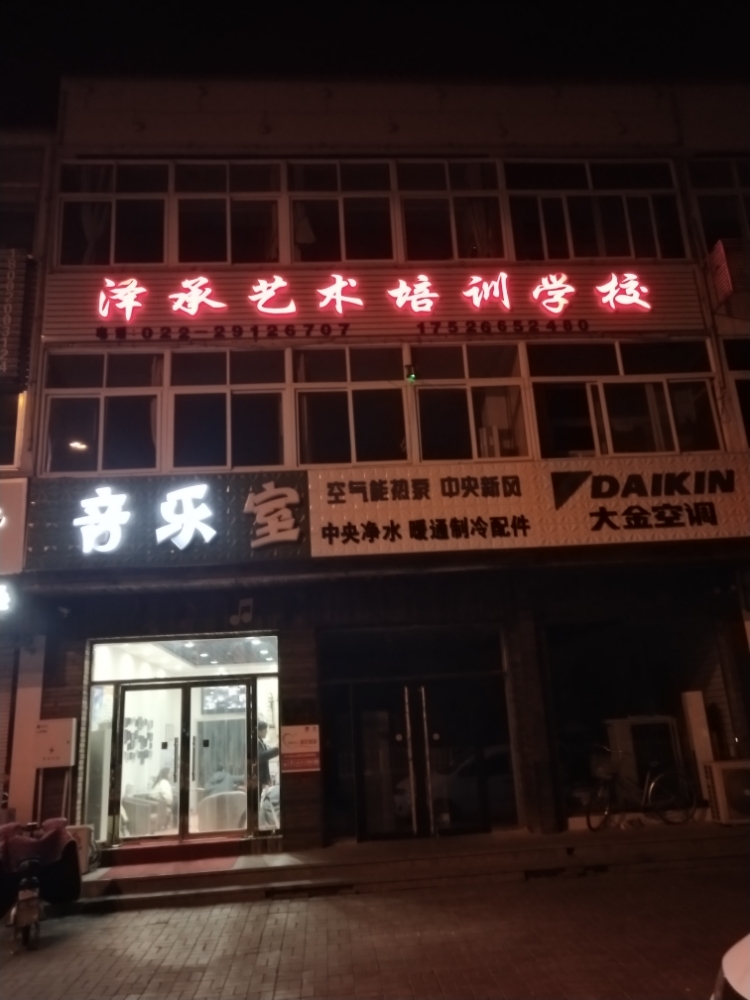 泽承艺术培训学校
电话:022-29126707 17526652460
音乐室
空气能热泵 中央新风
中央净水 暖通制冷配件
DAIKIN
大金空调